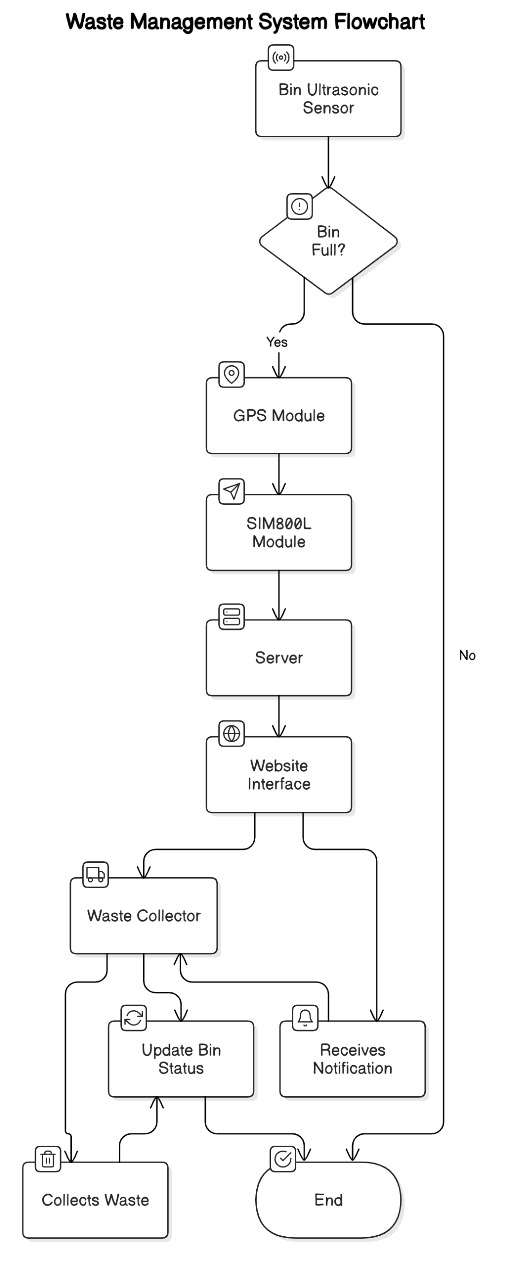 Waste Management System Flowchart
Bin Ultrasonic
Sensor
Bin
Full?
Yes
GPS Module
SIM800L
Module
Server
No
Website
Interface
Waste Collector
Update Bin
Status
Receives
Notification
Collects Waste
End